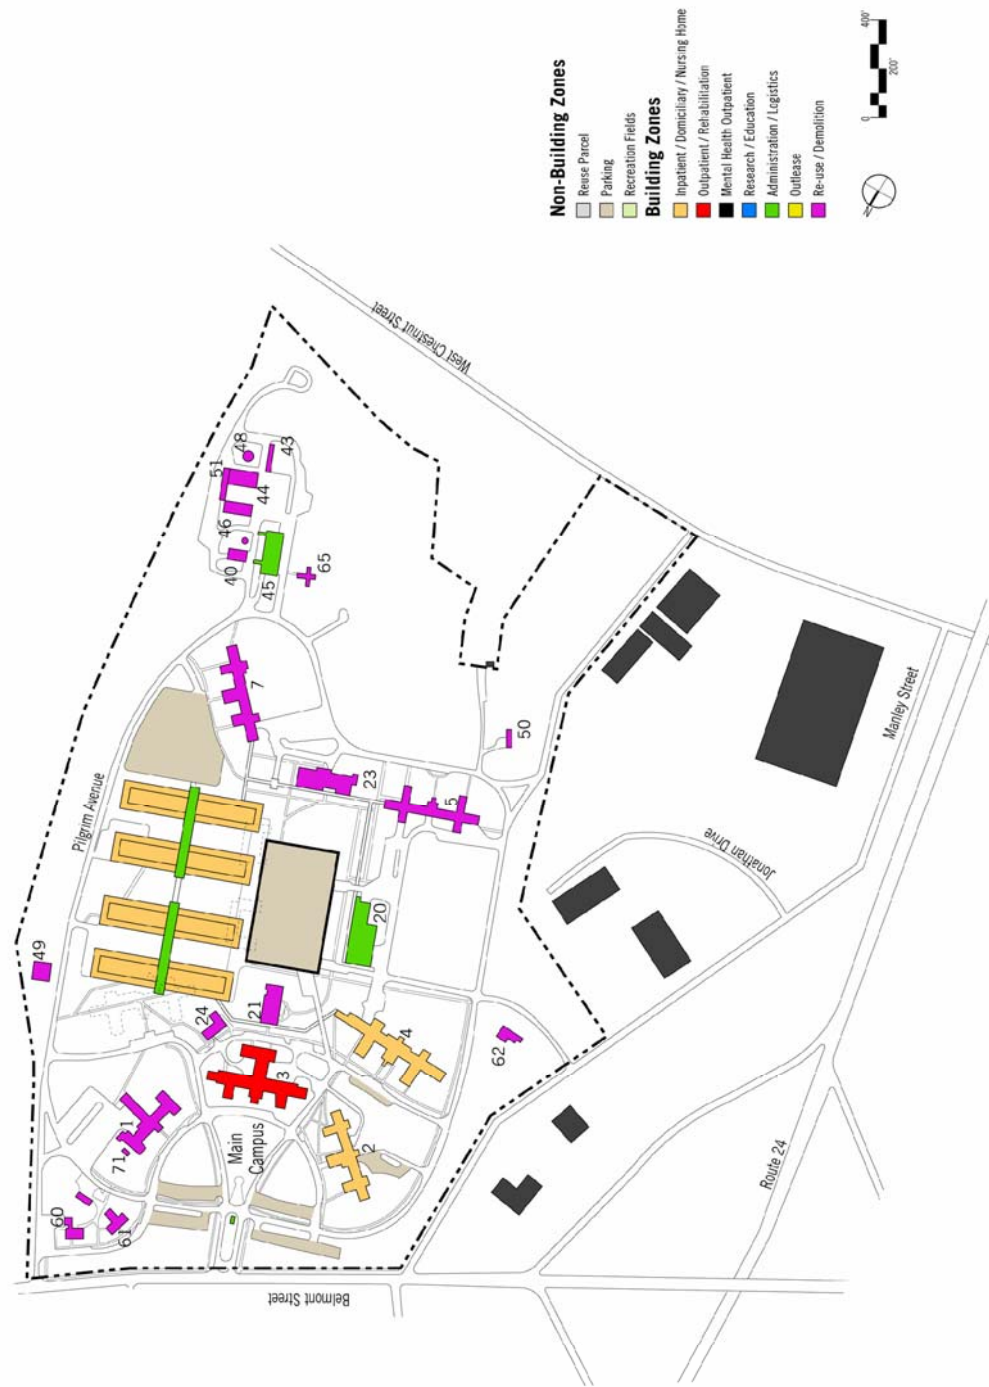 Non-Building Zones
Reuse Parcel
Parking
Recreation Fields
Building Zones
Inpatient / Domiciliary / Nursing Home
Outpatient / Rehabilitation
Mental Health Outpatient
Research / Education
Administration / Logistics
Outlease
Re-use / Demolition
N
0
200'
400'
West Chestnut Street
Pilgrim Avenue
Manley Street
Jonathan Drive
Route 24
Belmont Street
Main
Campus
51
48
43
44
46
40
45
65
7
50
23
5
49
20
21
24
3
4
2
62
1
71
60
61